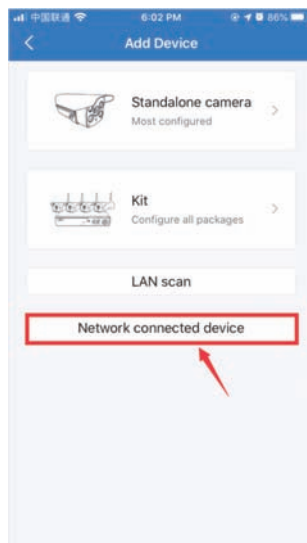 中国联通 6:02 PM 86%
Add Device
Standalone camera
Most configured
Kit
Configure all packages
LAN scan
Network connected device